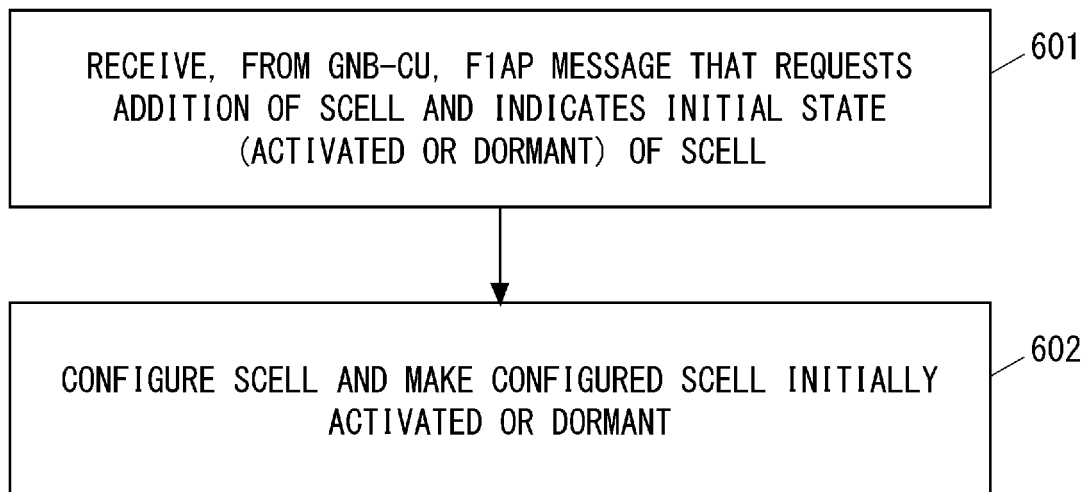 RECEIVE, FROM GNB-CU, F1AP MESSAGE THAT REQUESTS
ADDITION OF SCELL AND INDICATES INITIAL STATE
(ACTIVATED OR DORMANT) OF SCELL
601
CONFIGURE SCELL AND MAKE CONFIGURED SCELL INITIALLY
ACTIVATED OR DORMANT
602